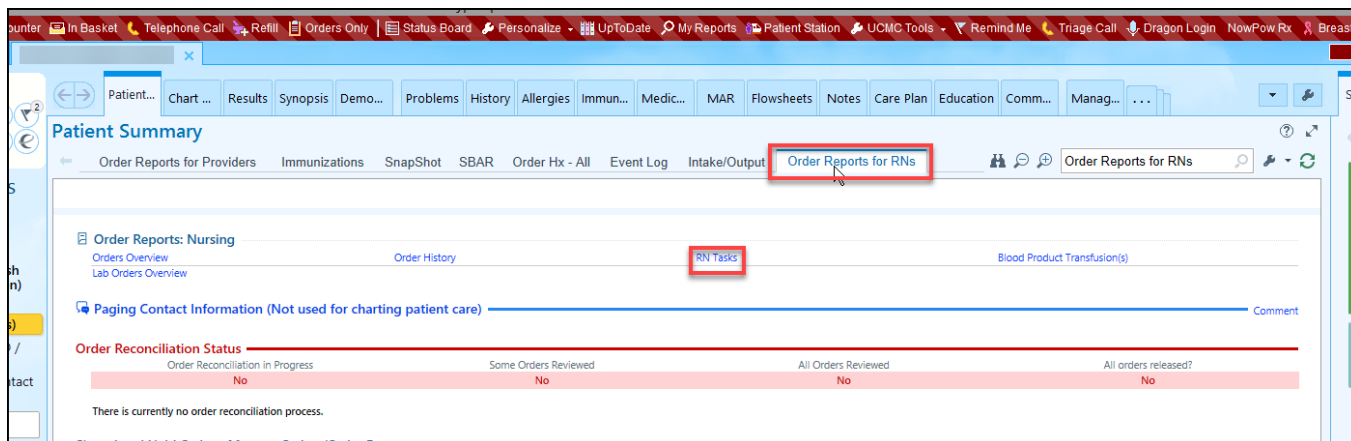 ounter In Basket Telephone Call Refill Orders Only Status Board Personalize UpToDate My Reports Patient Station UCMC Tools Remind Me Triage Call Dragon Login NowPow Rx Breast
Patient... Chart ... Results Synopsis Demo... Problems History Allergies Immun... Medic... MAR Flowsheets Notes Care Plan Education Comm... Manag... ...
2
Patient Summary
Order Reports for Providers Immunizations SnapShot SBAR Order Hx - All Event Log Intake/Output Order Reports for RNs Order Reports for RNs
S
Order Reports: Nursing
Orders Overview Order History RN Tasks Blood Product Transfusion(s)
sh
Lab Orders Overview
n)
Paging Contact Information (Not used for charting patient care) Comment
s)
/
Order Reconciliation Status
Order Reconciliation in Progress Some Orders Reviewed All Orders Reviewed All orders released?
ntact
No No No No
There is currently no order reconciliation process.